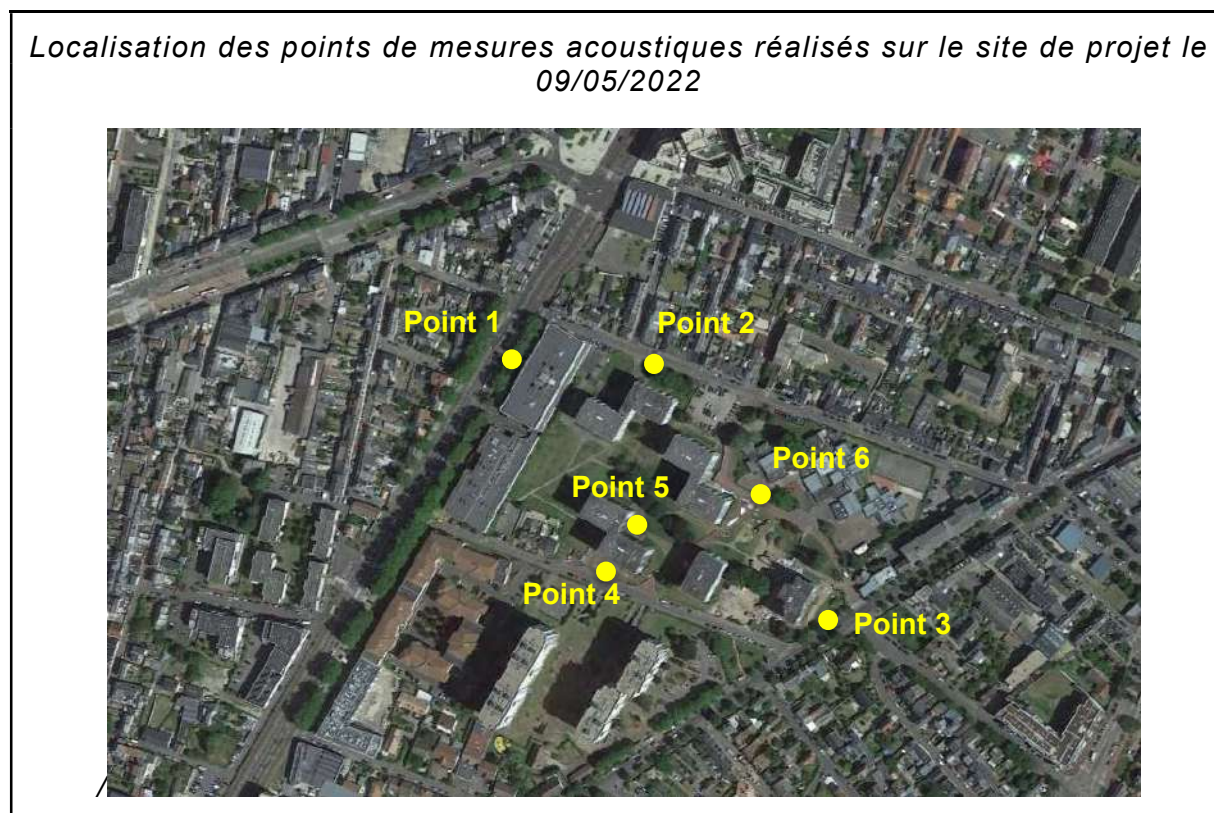 Localisation des points de mesures acoustiques réalisés sur le site de projet le
09/05/2022
Point 1
Point 2
Point 6
Point 5
Point 4
Point 3